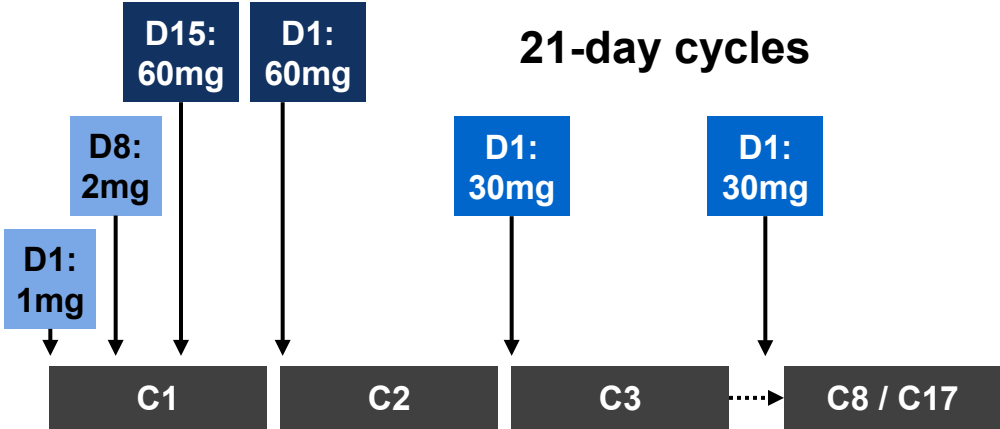 21-day cycles
D1:
1mg
D8:
2mg
D15:
60mg
D1:
60mg
D1:
30mg
D1:
30mg
C1
C2
C3
C8 / C17